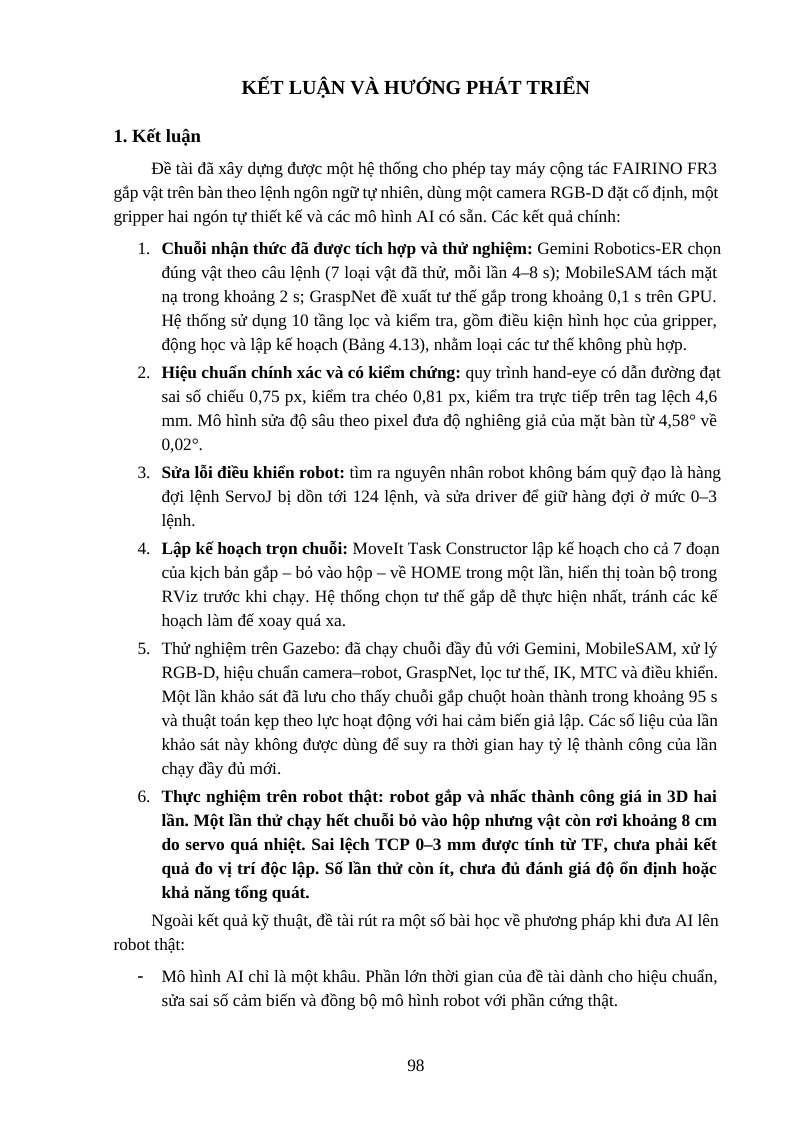 KẾT LUẬN VÀ HƯỚNG PHÁT TRIỂN
1. Kết luận
Đề tài đã xây dựng được một hệ thống cho phép tay máy cộng tác FAIRINO FR3
gắp vật trên bàn theo lệnh ngôn ngữ tự nhiên, dùng một camera RGB-D đặt cố định, một
gripper hai ngón tự thiết kế và các mô hình AI có sẵn. Các kết quả chính:
1. Chuỗi nhận thức đã được tích hợp và thử nghiệm: Gemini Robotics-ER chọn
đúng vật theo câu lệnh (7 loại vật đã thử, mỗi lần 4–8 s); MobileSAM tách mặt
nạ trong khoảng 2 s; GraspNet đề xuất tư thế gắp trong khoảng 0,1 s trên GPU.
Hệ thống sử dụng 10 tầng lọc và kiểm tra, gồm điều kiện hình học của gripper,
động học và lập kế hoạch (Bảng 4.13), nhằm loại các tư thế không phù hợp.
2. Hiệu chuẩn chính xác và có kiểm chứng: quy trình hand-eye có dẫn đường đạt
sai số chiếu 0,75 px, kiểm tra chéo 0,81 px, kiểm tra trực tiếp trên tag lệch 4,6
mm. Mô hình sửa độ sâu theo pixel đưa độ nghiêng giả của mặt bàn từ 4,58° về
0,02°.
3. Sửa lỗi điều khiển robot: tìm ra nguyên nhân robot không bám quỹ đạo là hàng
đợi lệnh ServoJ bị dồn tới 124 lệnh, và sửa driver để giữ hàng đợi ở mức 0–3
lệnh.
4. Lập kế hoạch trọn chuỗi: MoveIt Task Constructor lập kế hoạch cho cả 7 đoạn
của kịch bản gắp – bỏ vào hộp – về HOME trong một lần, hiển thị toàn bộ trong
RViz trước khi chạy. Hệ thống chọn tư thế gắp dễ thực hiện nhất, tránh các kế
hoạch làm đế xoay quá xa.
5. Thử nghiệm trên Gazebo: đã chạy chuỗi đầy đủ với Gemini, MobileSAM, xử lý
RGB-D, hiệu chuẩn camera–robot, GraspNet, lọc tư thế, IK, MTC và điều khiển.
Một lần khảo sát đã lưu cho thấy chuỗi gắp chuột hoàn thành trong khoảng 95 s
và thuật toán kẹp theo lực hoạt động với hai cảm biến giả lập. Các số liệu của lần
khảo sát này không được dùng để suy ra thời gian hay tỷ lệ thành công của lần
chạy đầy đủ mới.
6. Thực nghiệm trên robot thật: robot gắp và nhấc thành công giá in 3D hai
lần. Một lần thử chạy hết chuỗi bỏ vào hộp nhưng vật còn rơi khoảng 8 cm
do servo quá nhiệt. Sai lệch TCP 0–3 mm được tính từ TF, chưa phải kết
quả đo vị trí độc lập. Số lần thử còn ít, chưa đủ đánh giá độ ổn định hoặc
khả năng tổng quát.
Ngoài kết quả kỹ thuật, đề tài rút ra một số bài học về phương pháp khi đưa AI lên
robot thật:
- Mô hình AI chỉ là một khâu. Phần lớn thời gian của đề tài dành cho hiệu chuẩn,
sửa sai số cảm biến và đồng bộ mô hình robot với phần cứng thật.
98